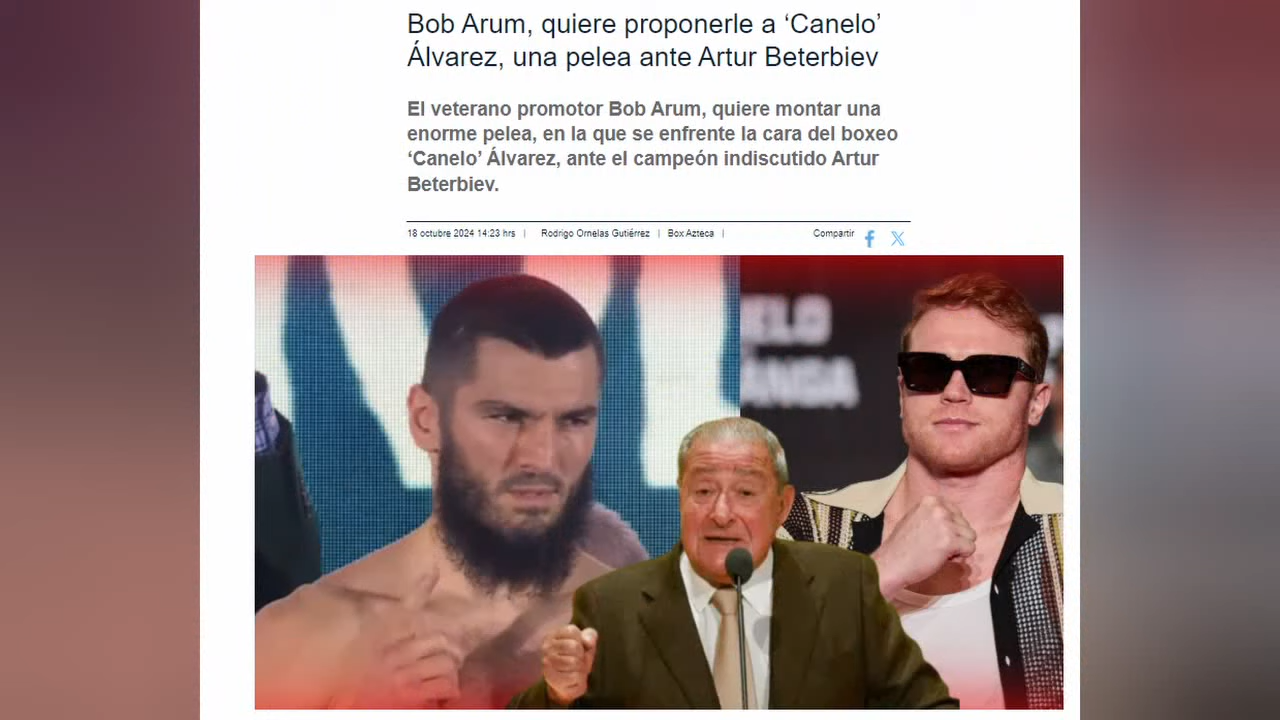 Bob Arum, quiere proponerle a ‘Canelo’
Álvarez, una pelea ante Artur Beterbiev
El veterano promotor Bob Arum, quiere montar una
enorme pelea, en la que se enfrente la cara del boxeo
‘Canelo’ Álvarez, ante el campeón indiscutido Artur
Beterbiev.
18 octubre 2024 14:23 hrs | Rodrigo Ornelas Gutiérrez | Box Azteca | Compartir